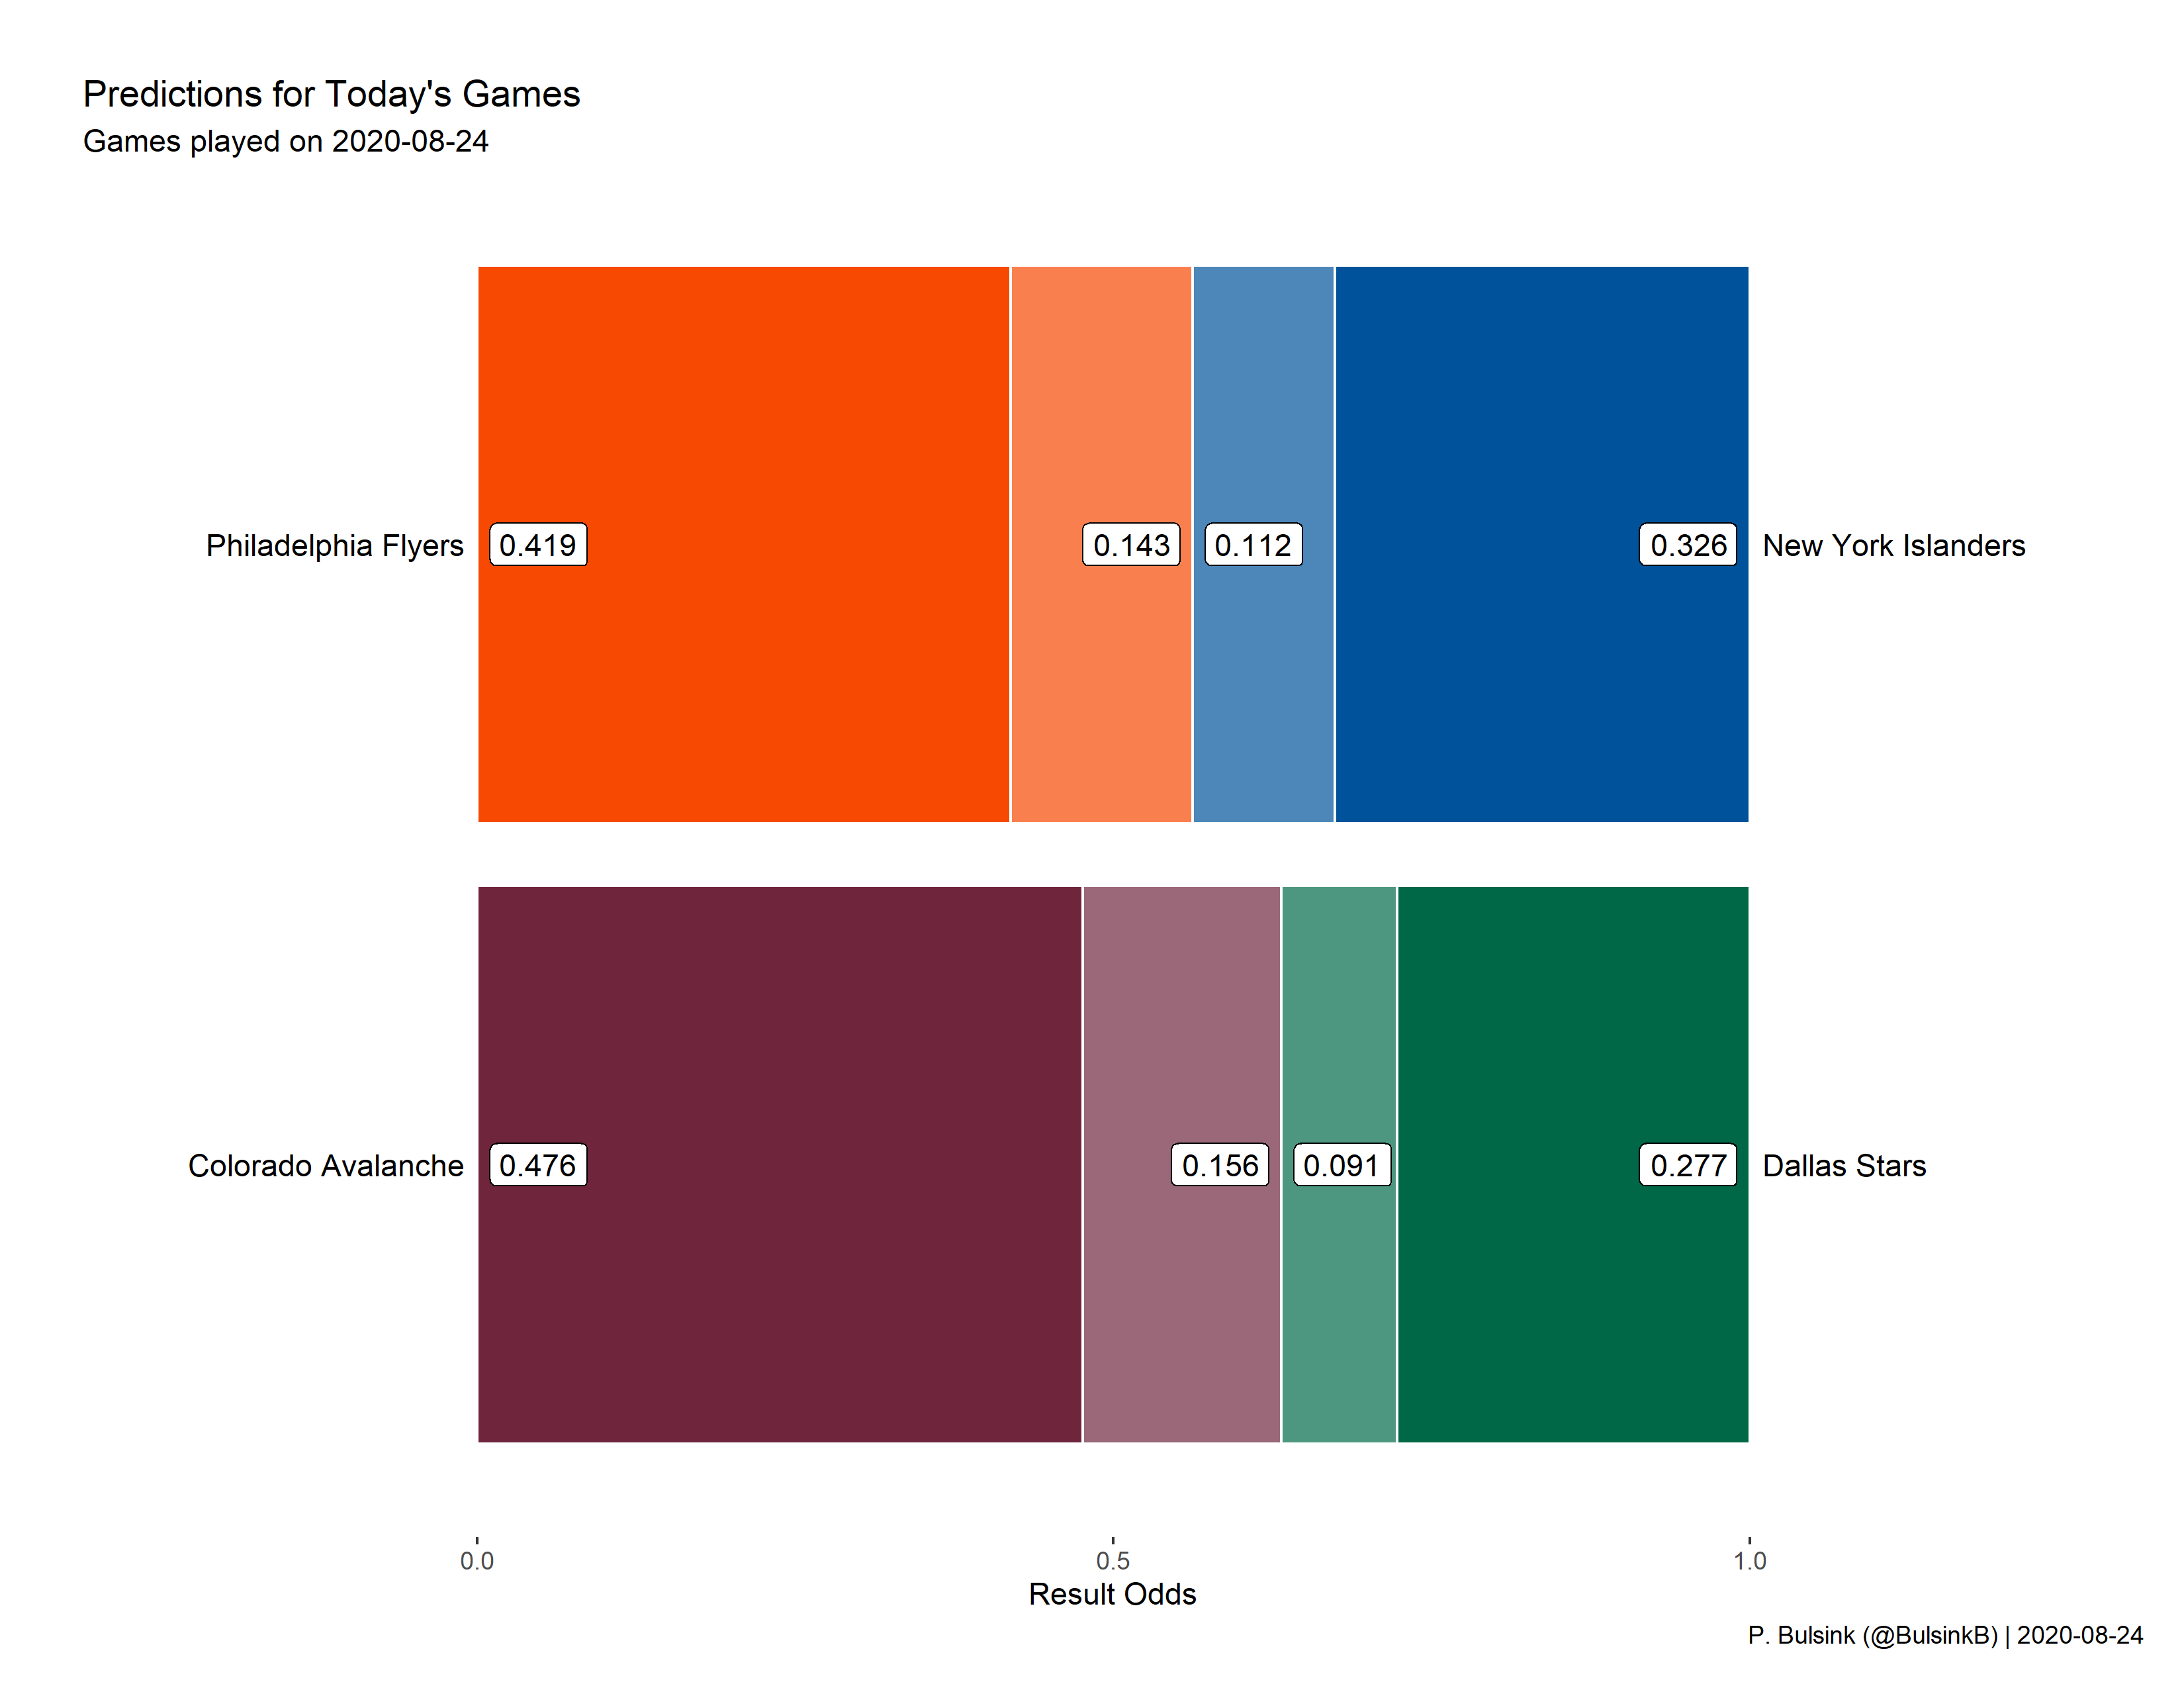 Predictions for Today's Games
Games played on 2020-08-24
Philadelphia Flyers 0.419 0.143 0.112 0.326 New York Islanders
Colorado Avalanche 0.476 0.156 0.091 0.277 Dallas Stars
0.0 0.5 1.0
Result Odds
P. Bulsink (@BulsinkB) | 2020-08-24